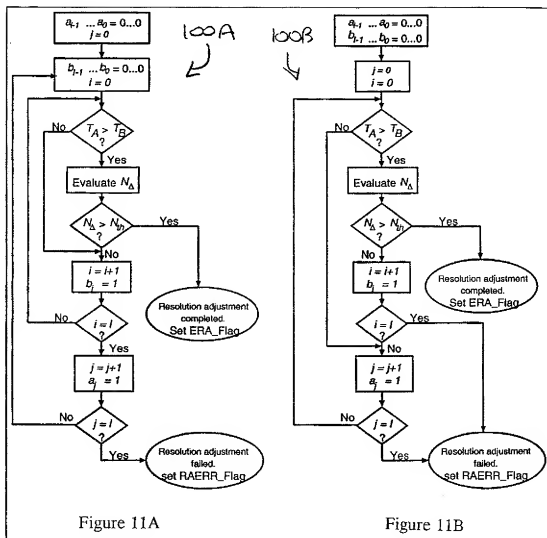 a_{l-1} ...a_0 = 0...0
j=0
100A
b_{l-1} ...b_0 = 0...0
i=0
No
T_A > T_B
?
Yes
Evaluate N_Δ
N_Δ > N_th
?
Yes
No
i = i+1
b_i = 1
Resolution adjustment
completed.
Set ERA_Flag
No
i = l
?
Yes
j = j+1
a_j = 1
No
j = l
?
Yes
Resolution adjustment
failed.
set RAERR_Flag
Figure 11A
a_{l-1} ...a_0 = 0...0
b_{l-1} ...b_0 = 0...0
100B
j = 0
i = 0
No
T_A > T_B
?
Yes
Evaluate N_Δ
N_Δ > N_th
?
Yes
No
i = i+1
b_i = 1
Resolution adjustment
completed.
Set ERA_Flag
i = l
?
Yes
No
j = j+1
a_j = 1
No
j = l
?
Yes
Resolution adjustment
failed.
set RAERR_Flag
Figure 11B